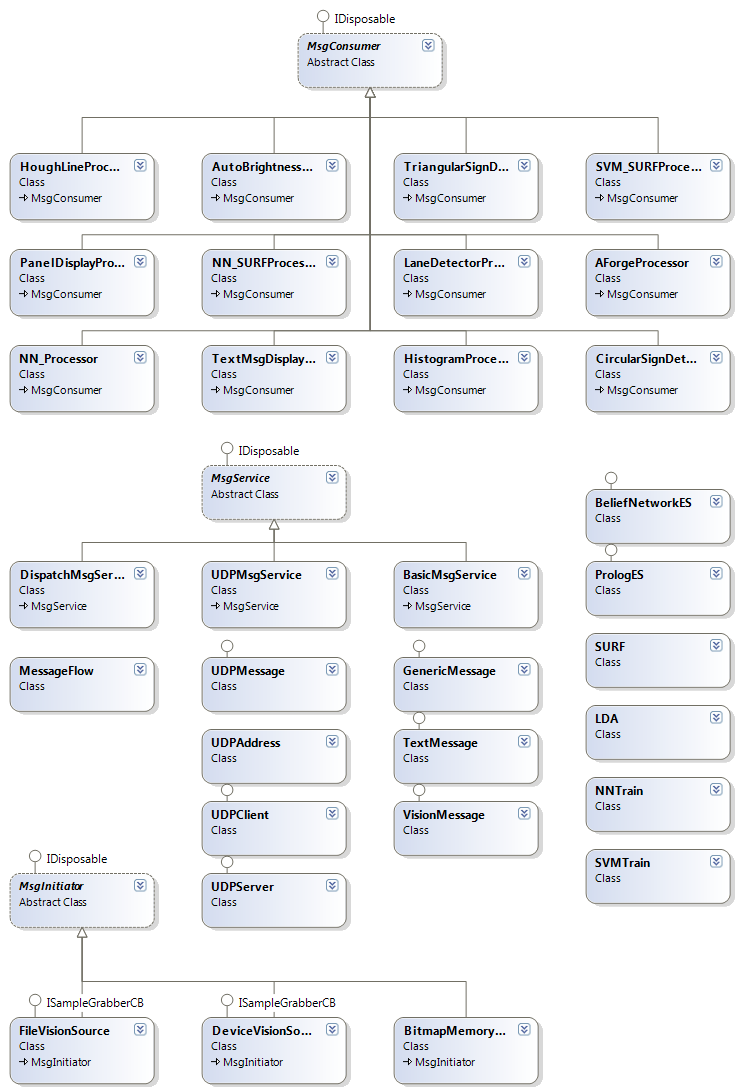 IDisposable
MsgConsumer
Abstract Class
HoughLineProc...
Class
MsgConsumer
AutoBrightness...
Class
MsgConsumer
TriangularSignD...
Class
MsgConsumer
SVM_SURFProce...
Class
MsgConsumer
PanelDisplayPro...
Class
MsgConsumer
NN_SURFProces...
Class
MsgConsumer
LaneDetectorPr...
Class
MsgConsumer
AForgeProcessor
Class
MsgConsumer
NN_Processor
Class
MsgConsumer
TextMsgDisplay...
Class
MsgConsumer
HistogramProce...
Class
MsgConsumer
CircularSignDet...
Class
MsgConsumer
IDisposable
MsgService
Abstract Class
DispatchMsgSer...
Class
MsgService
UDPMsgService
Class
MsgService
BasicMsgService
Class
MsgService
BeliefNetworkES
Class
PrologES
Class
SURF
Class
LDA
Class
NNTrain
Class
SVMTrain
Class
MessageFlow
Class
UDPMessage
Class
GenericMessage
Class
UDPAddress
Class
TextMessage
Class
UDPClient
Class
VisionMessage
Class
UDPServer
Class
IDisposable
MsgInitiator
Abstract Class
ISampleGrabberCB
FileVisionSource
Class
MsgInitiator
ISampleGrabberCB
DeviceVisionSo...
Class
MsgInitiator
BitmapMemory...
Class
MsgInitiator